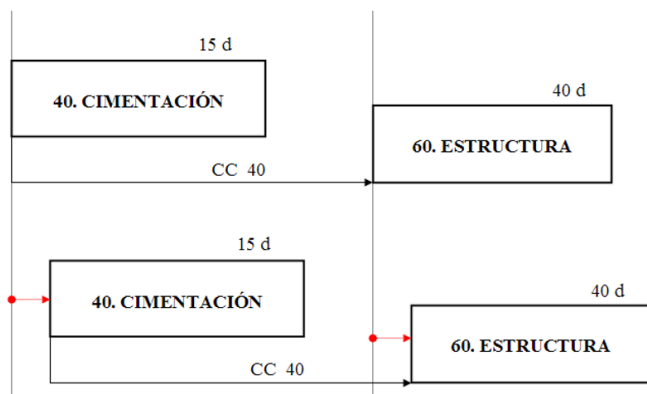 15 d
40. CIMENTACIÓN
40 d
60. ESTRUCTURA
CC 40
15 d
40. CIMENTACIÓN
40 d
60. ESTRUCTURA
CC 40